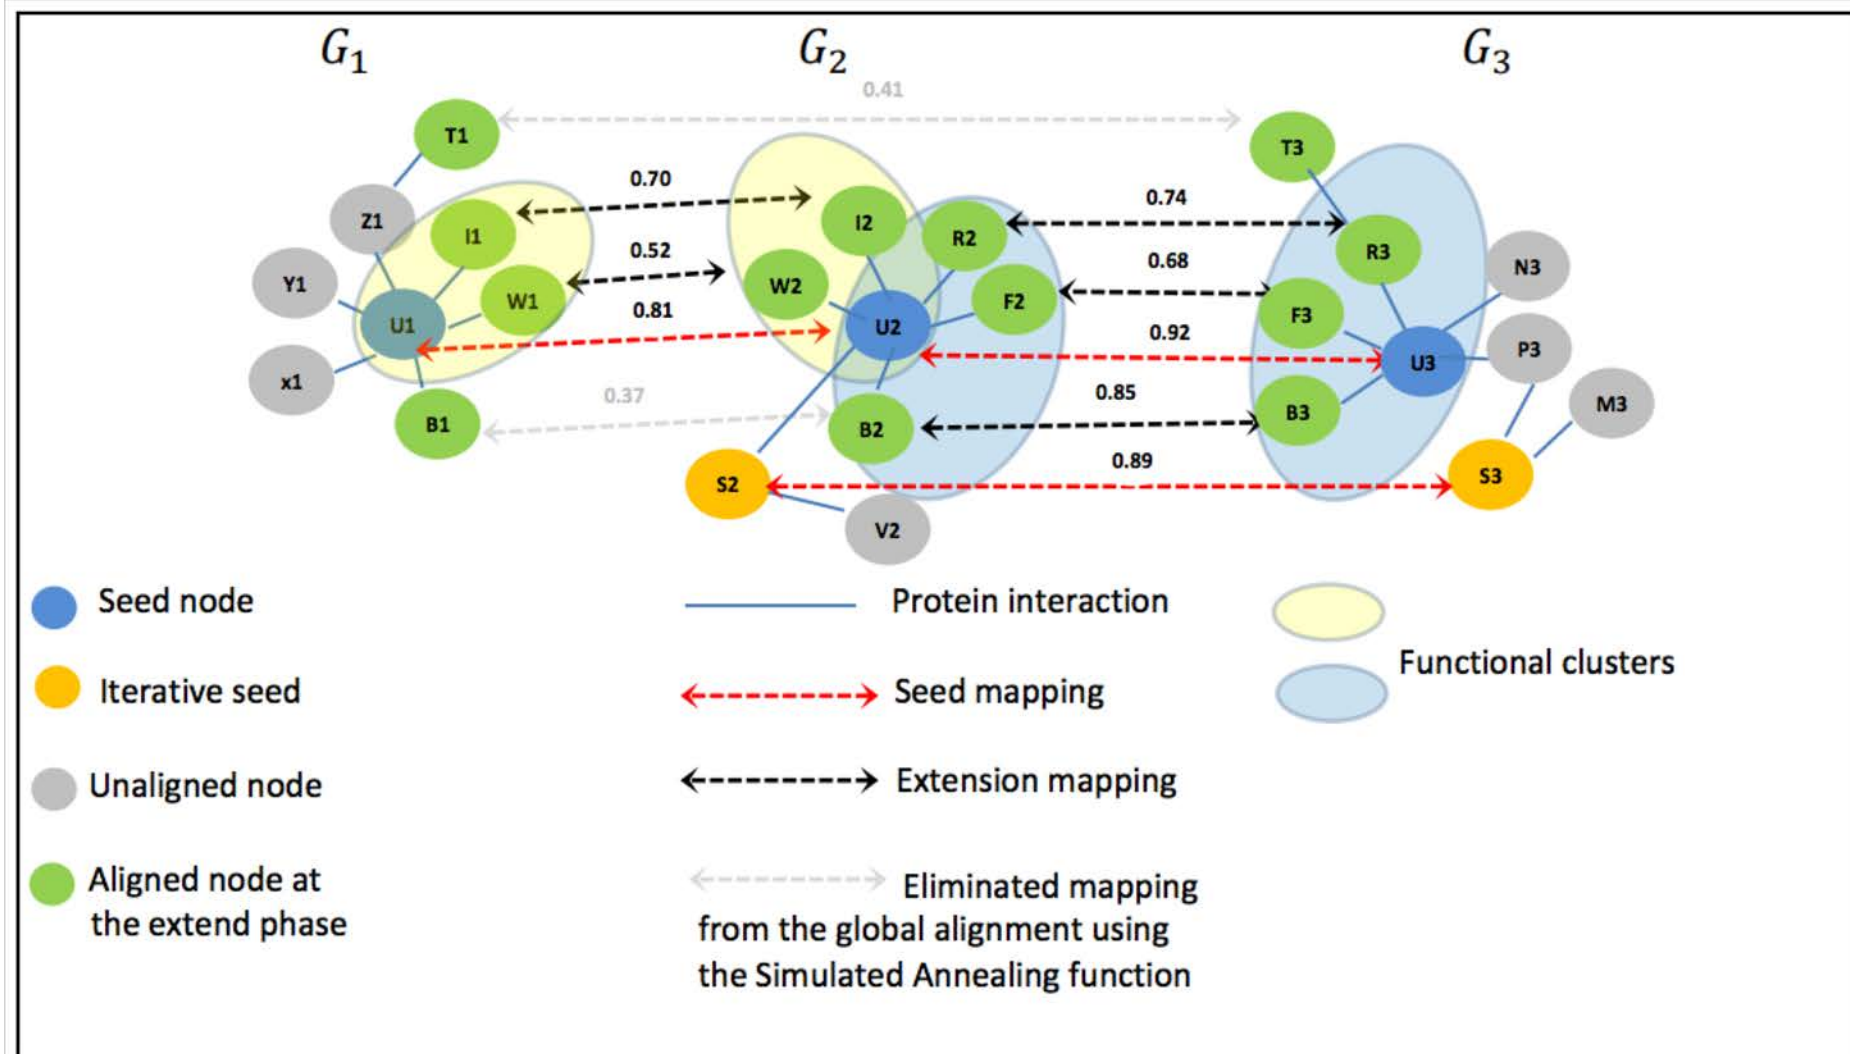 G1 G2 G3
0.41
T1 T3
0.70 0.74
Z1 I1 I2 R2 R3
0.52 0.68
Y1 W1 W2 F2 F3 N3
0.81 0.92
U1 U2 U3 P3
x1 0.37 0.85 M3
B1 B2 B3
0.89
S2 S3
V2
Seed node Protein interaction
Functional clusters
Iterative seed Seed mapping
Unaligned node Extension mapping
Aligned node at Eliminated mapping
the extend phase from the global alignment using
the Simulated Annealing function